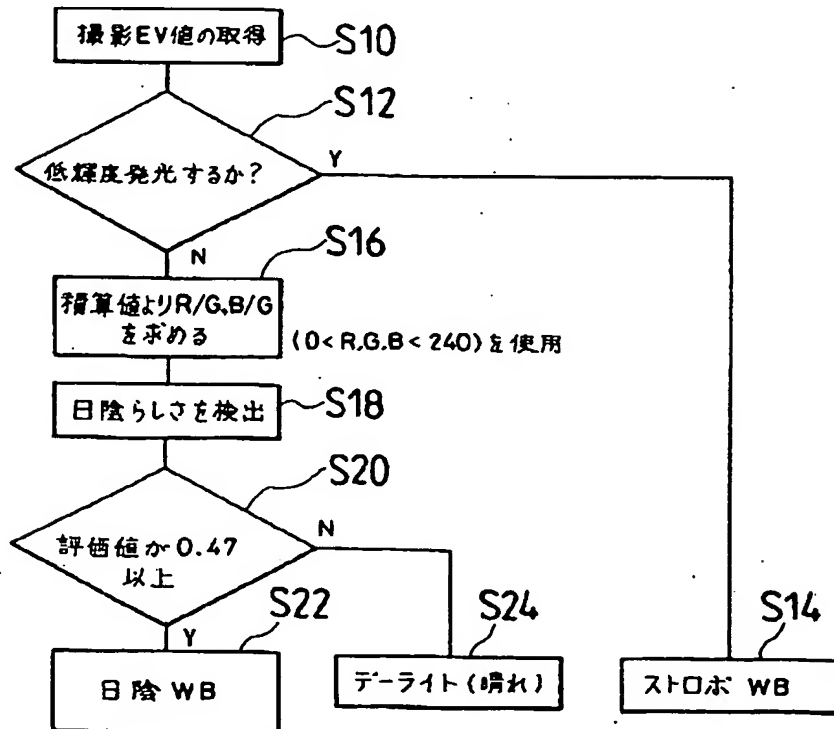 撮影EV値の取得
S10
S12
低輝度発光するか?
Y
N
S16
積算値よりR/G,B/G
を求める
(0<R,G,B<240)を使用
日陰らしさを検出
S18
S20
評価値が0.47
以上
N
Y
S22
日陰WB
S24
デーライト(晴れ)
S14
ストロボ WB